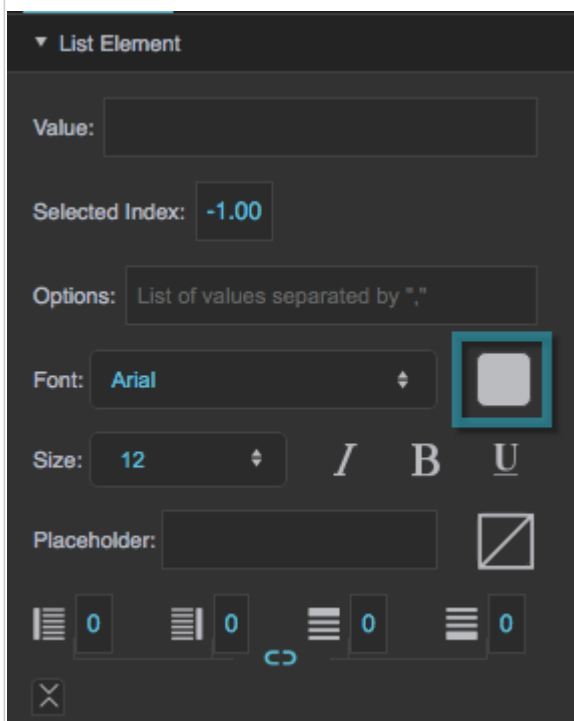 List Element
Value:
Selected Index: -1.00
Options: List of values separated by ","
Font: Arial
Size: 12 I B U
Placeholder:
0 0 0 0